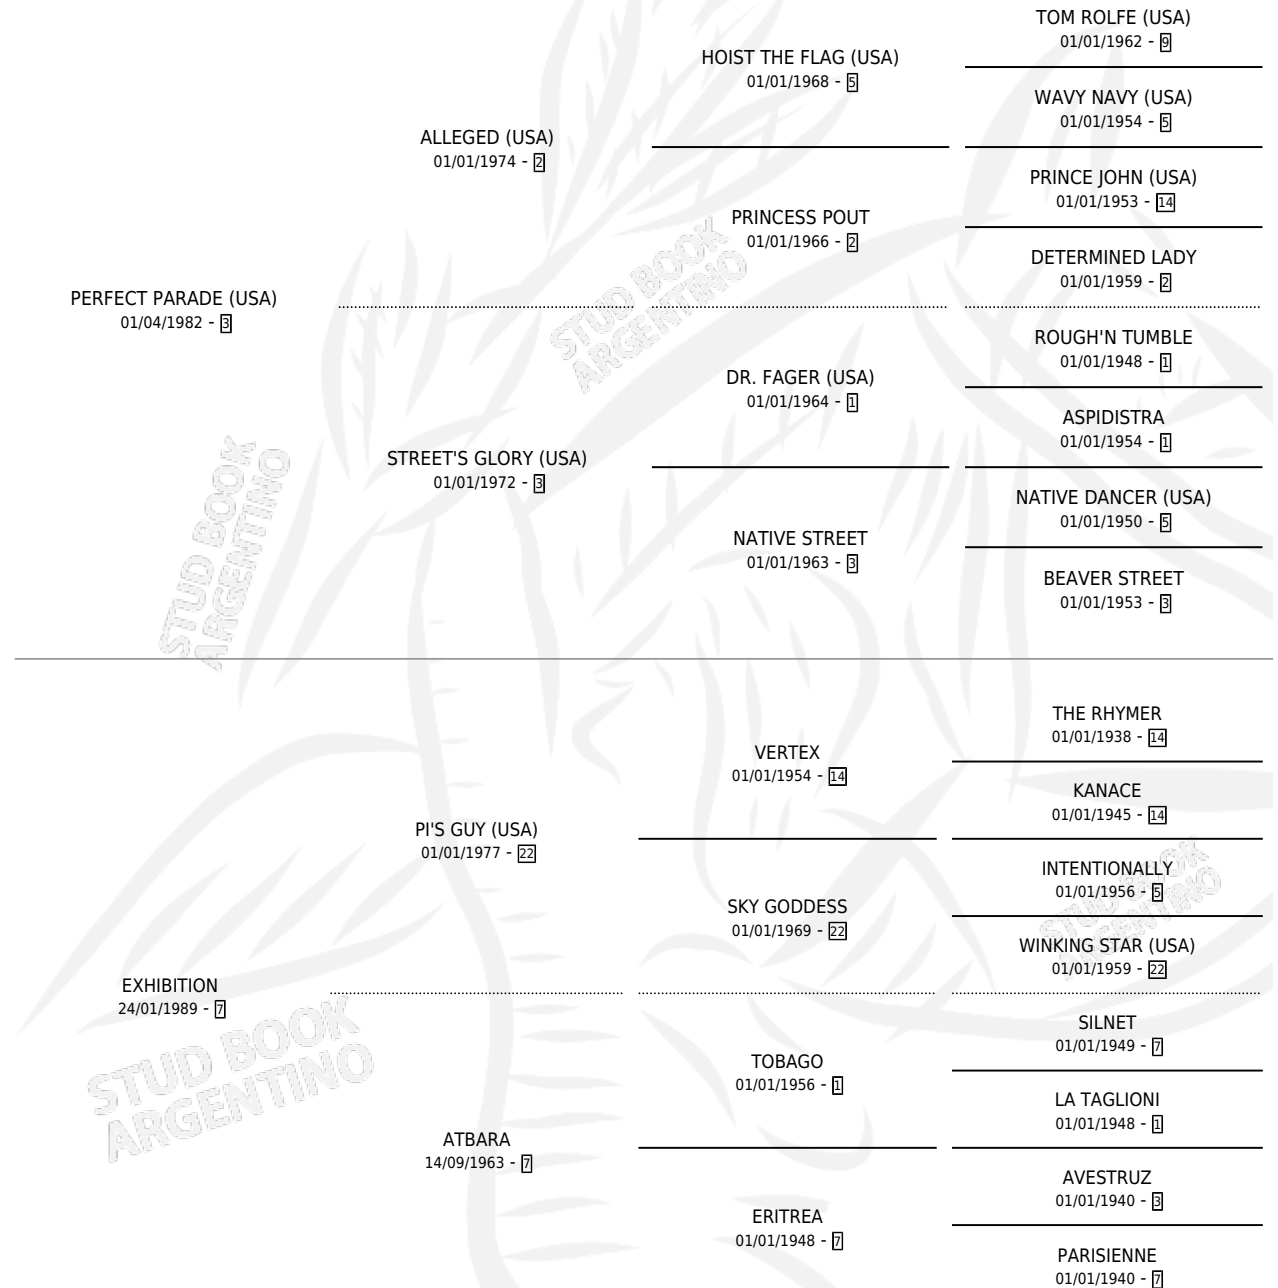 TOM ROLFE (USA)
01/01/1962 - 9
HOIST THE FLAG (USA)
01/01/1968 - 5
WAVY NAVY (USA)
01/01/1954 - 5
ALLEGED (USA)
01/01/1974 - 2
PRINCE JOHN (USA)
01/01/1953 - 14
PRINCESS POUT
01/01/1966 - 2
DETERMINED LADY
01/01/1959 - 2
PERFECT PARADE (USA)
01/04/1982 - 3
ROUGH'N TUMBLE
01/01/1948 - 1
DR. FAGER (USA)
01/01/1964 - 1
ASPIDISTRA
01/01/1954 - 1
STREET'S GLORY (USA)
01/01/1972 - 3
NATIVE DANCER (USA)
01/01/1950 - 5
NATIVE STREET
01/01/1963 - 3
BEAVER STREET
01/01/1953 - 3
THE RHYMER
01/01/1938 - 14
VERTEX
01/01/1954 - 14
KANACE
01/01/1945 - 14
PI'S GUY (USA)
01/01/1977 - 22
INTENTIONALLY
01/01/1956 - 5
SKY GODDESS
01/01/1969 - 22
WINKING STAR (USA)
01/01/1959 - 22
EXHIBITION
24/01/1989 - 7
SILNET
01/01/1949 - 7
TOBAGO
01/01/1956 - 1
LA TAGLIONI
01/01/1948 - 1
ATBARA
14/09/1963 - 7
AVESTRUZ
01/01/1940 - 3
ERITREA
01/01/1948 - 7
PARISIENNE
01/01/1940 - 7
STUD BOOK
ARGENTINO
STUD BOOK
ARGENTINO
STUD BOOK
ARGENTINO
STUD BOOK
ARGENTINO